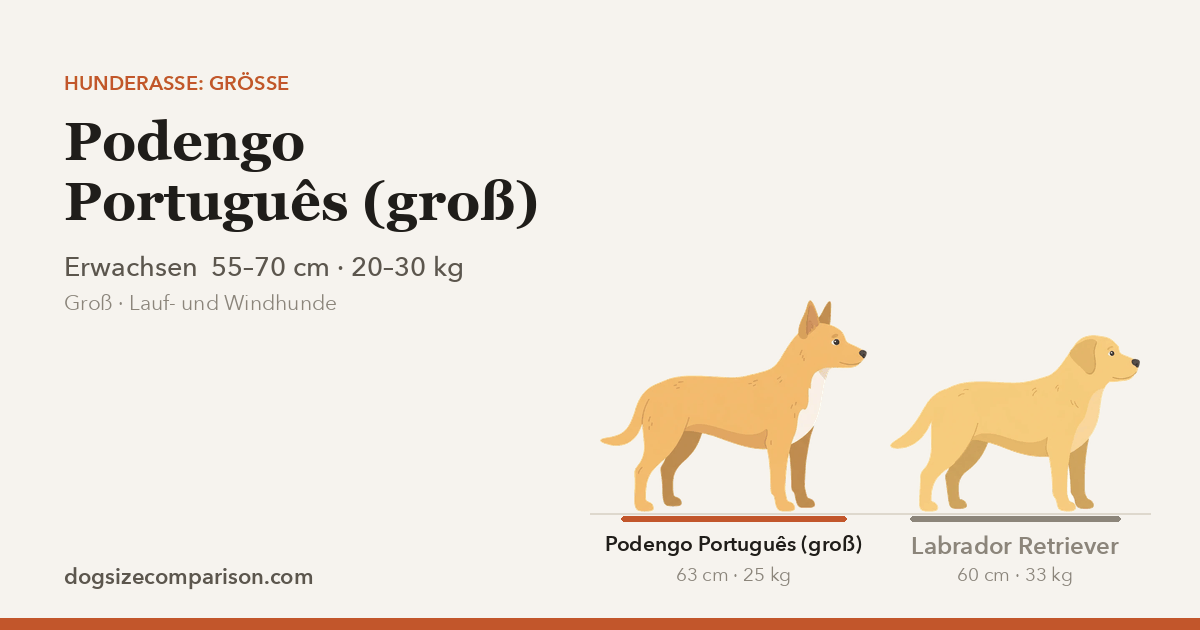 HUNDERASSE: GRÖSSE
Podengo
Português (groß)
Erwachsen  55–70 cm · 20–30 kg
Groß · Lauf- und Windhunde
Podengo Português (groß)
63 cm · 25 kg
Labrador Retriever
60 cm · 33 kg
dogsizecomparison.com